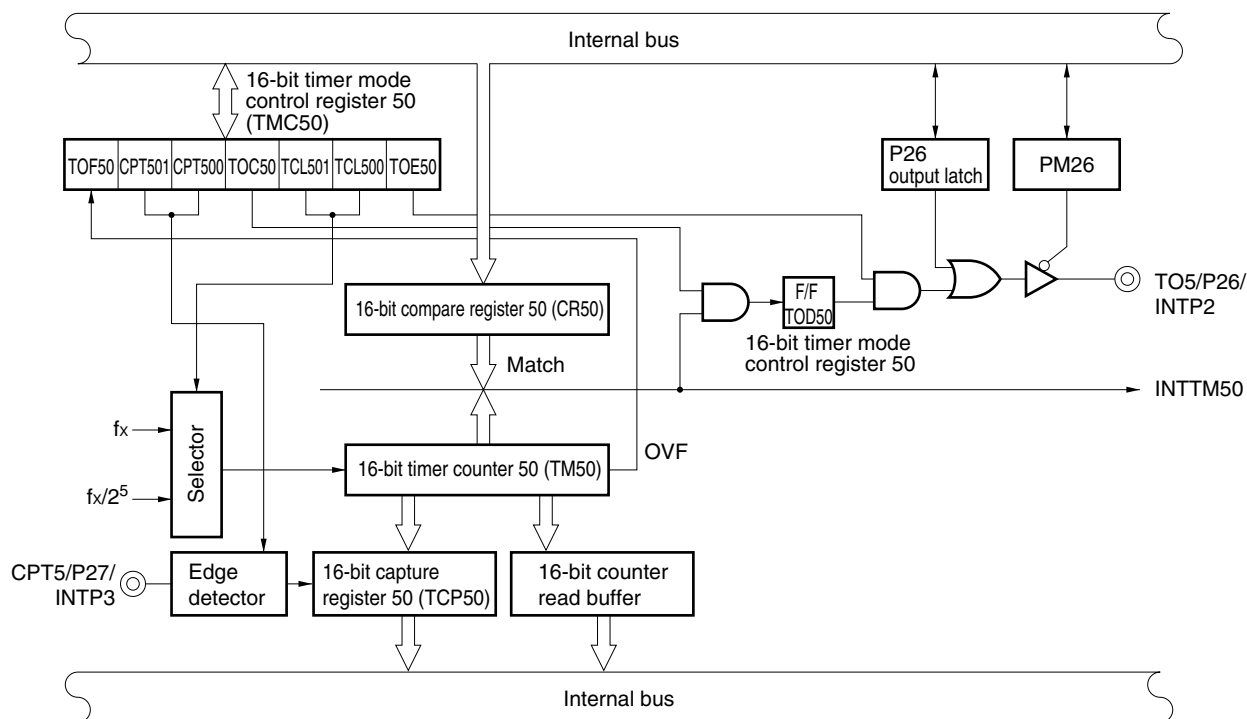 Internal bus
16-bit timer mode
control register 50
(TMC50)
TOF50 CPT501 CPT500 TOC50 TCL501 TCL500 TOE50
P26
output latch
PM26
16-bit compare register 50 (CR50)
F/F
TOD50
TO5/P26/
INTP2
16-bit timer mode
control register 50
Match
INTTM50
fx
fx/2⁵
Selector
16-bit timer counter 50 (TM50)
OVF
CPT5/P27/
INTP3
Edge
detector
16-bit capture
register 50 (TCP50)
16-bit counter
read buffer
Internal bus